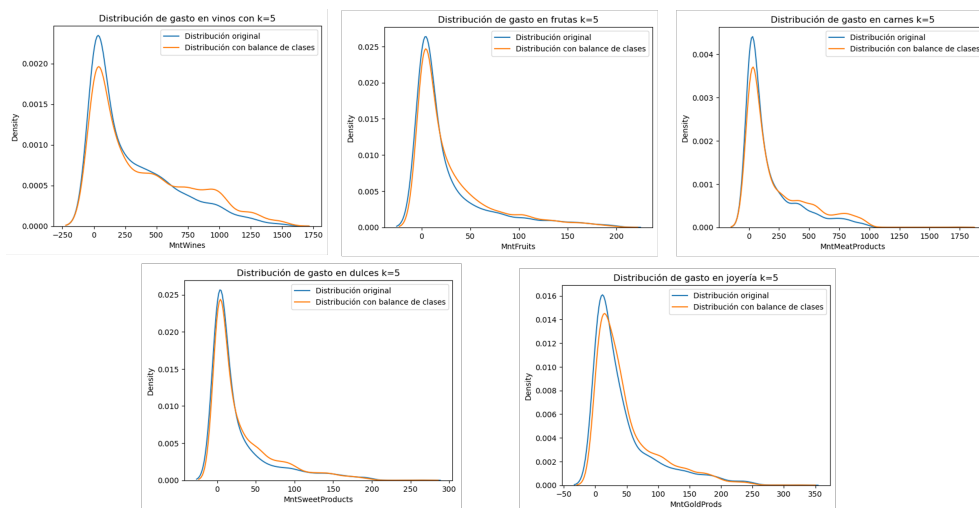 Distribución de gasto en vinos con k=5
Distribución original
Distribución con balance de clases
0.0020
0.0015
0.0010
0.0005
0.0000
Density
-250 0 250 500 750 1000 1250 1500 1750
MntWines
Distribución de gasto en frutas k=5
Distribución original
Distribución con balance de clases
0.025
0.020
0.015
0.010
0.005
0.000
Density
0 50 100 150 200
MntFruits
Distribución de gasto en carnes k=5
Distribución original
Distribución con balance de clases
0.004
0.003
0.002
0.001
0.000
Density
0 250 500 750 1000 1250 1500 1750
MntMeatProducts
Distribución de gasto en dulces k=5
Distribución original
Distribución con balance de clases
0.025
0.020
0.015
0.010
0.005
0.000
Density
0 50 100 150 200 250 300
MntSweetProducts
Distribución de gasto en joyería k=5
Distribución original
Distribución con balance de clases
0.016
0.014
0.012
0.010
0.008
0.006
0.004
0.002
0.000
Density
-50 0 50 100 150 200 250 300 350
MntGoldProds